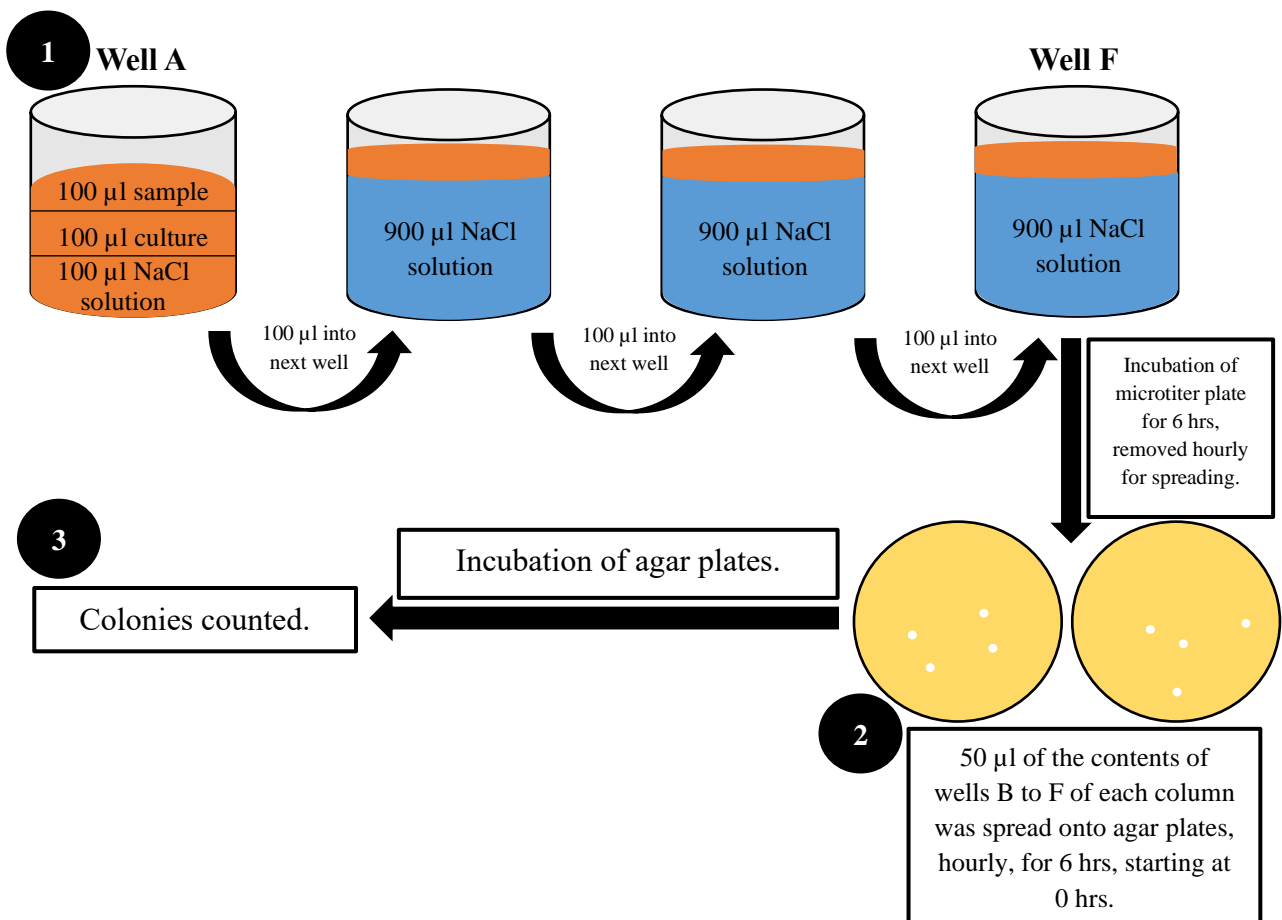 1
Well A
Well F
100 µl sample
100 µl culture
100 µl NaCl
solution
900 µl NaCl
solution
900 µl NaCl
solution
900 µl NaCl
solution
100 µl into
next well
100 µl into
next well
100 µl into
next well
Incubation of
microtiter plate
for 6 hrs,
removed hourly
for spreading.
3
Incubation of agar plates.
Colonies counted.
2
50 µl of the contents of
wells B to F of each column
was spread onto agar plates,
hourly, for 6 hrs, starting at
0 hrs.